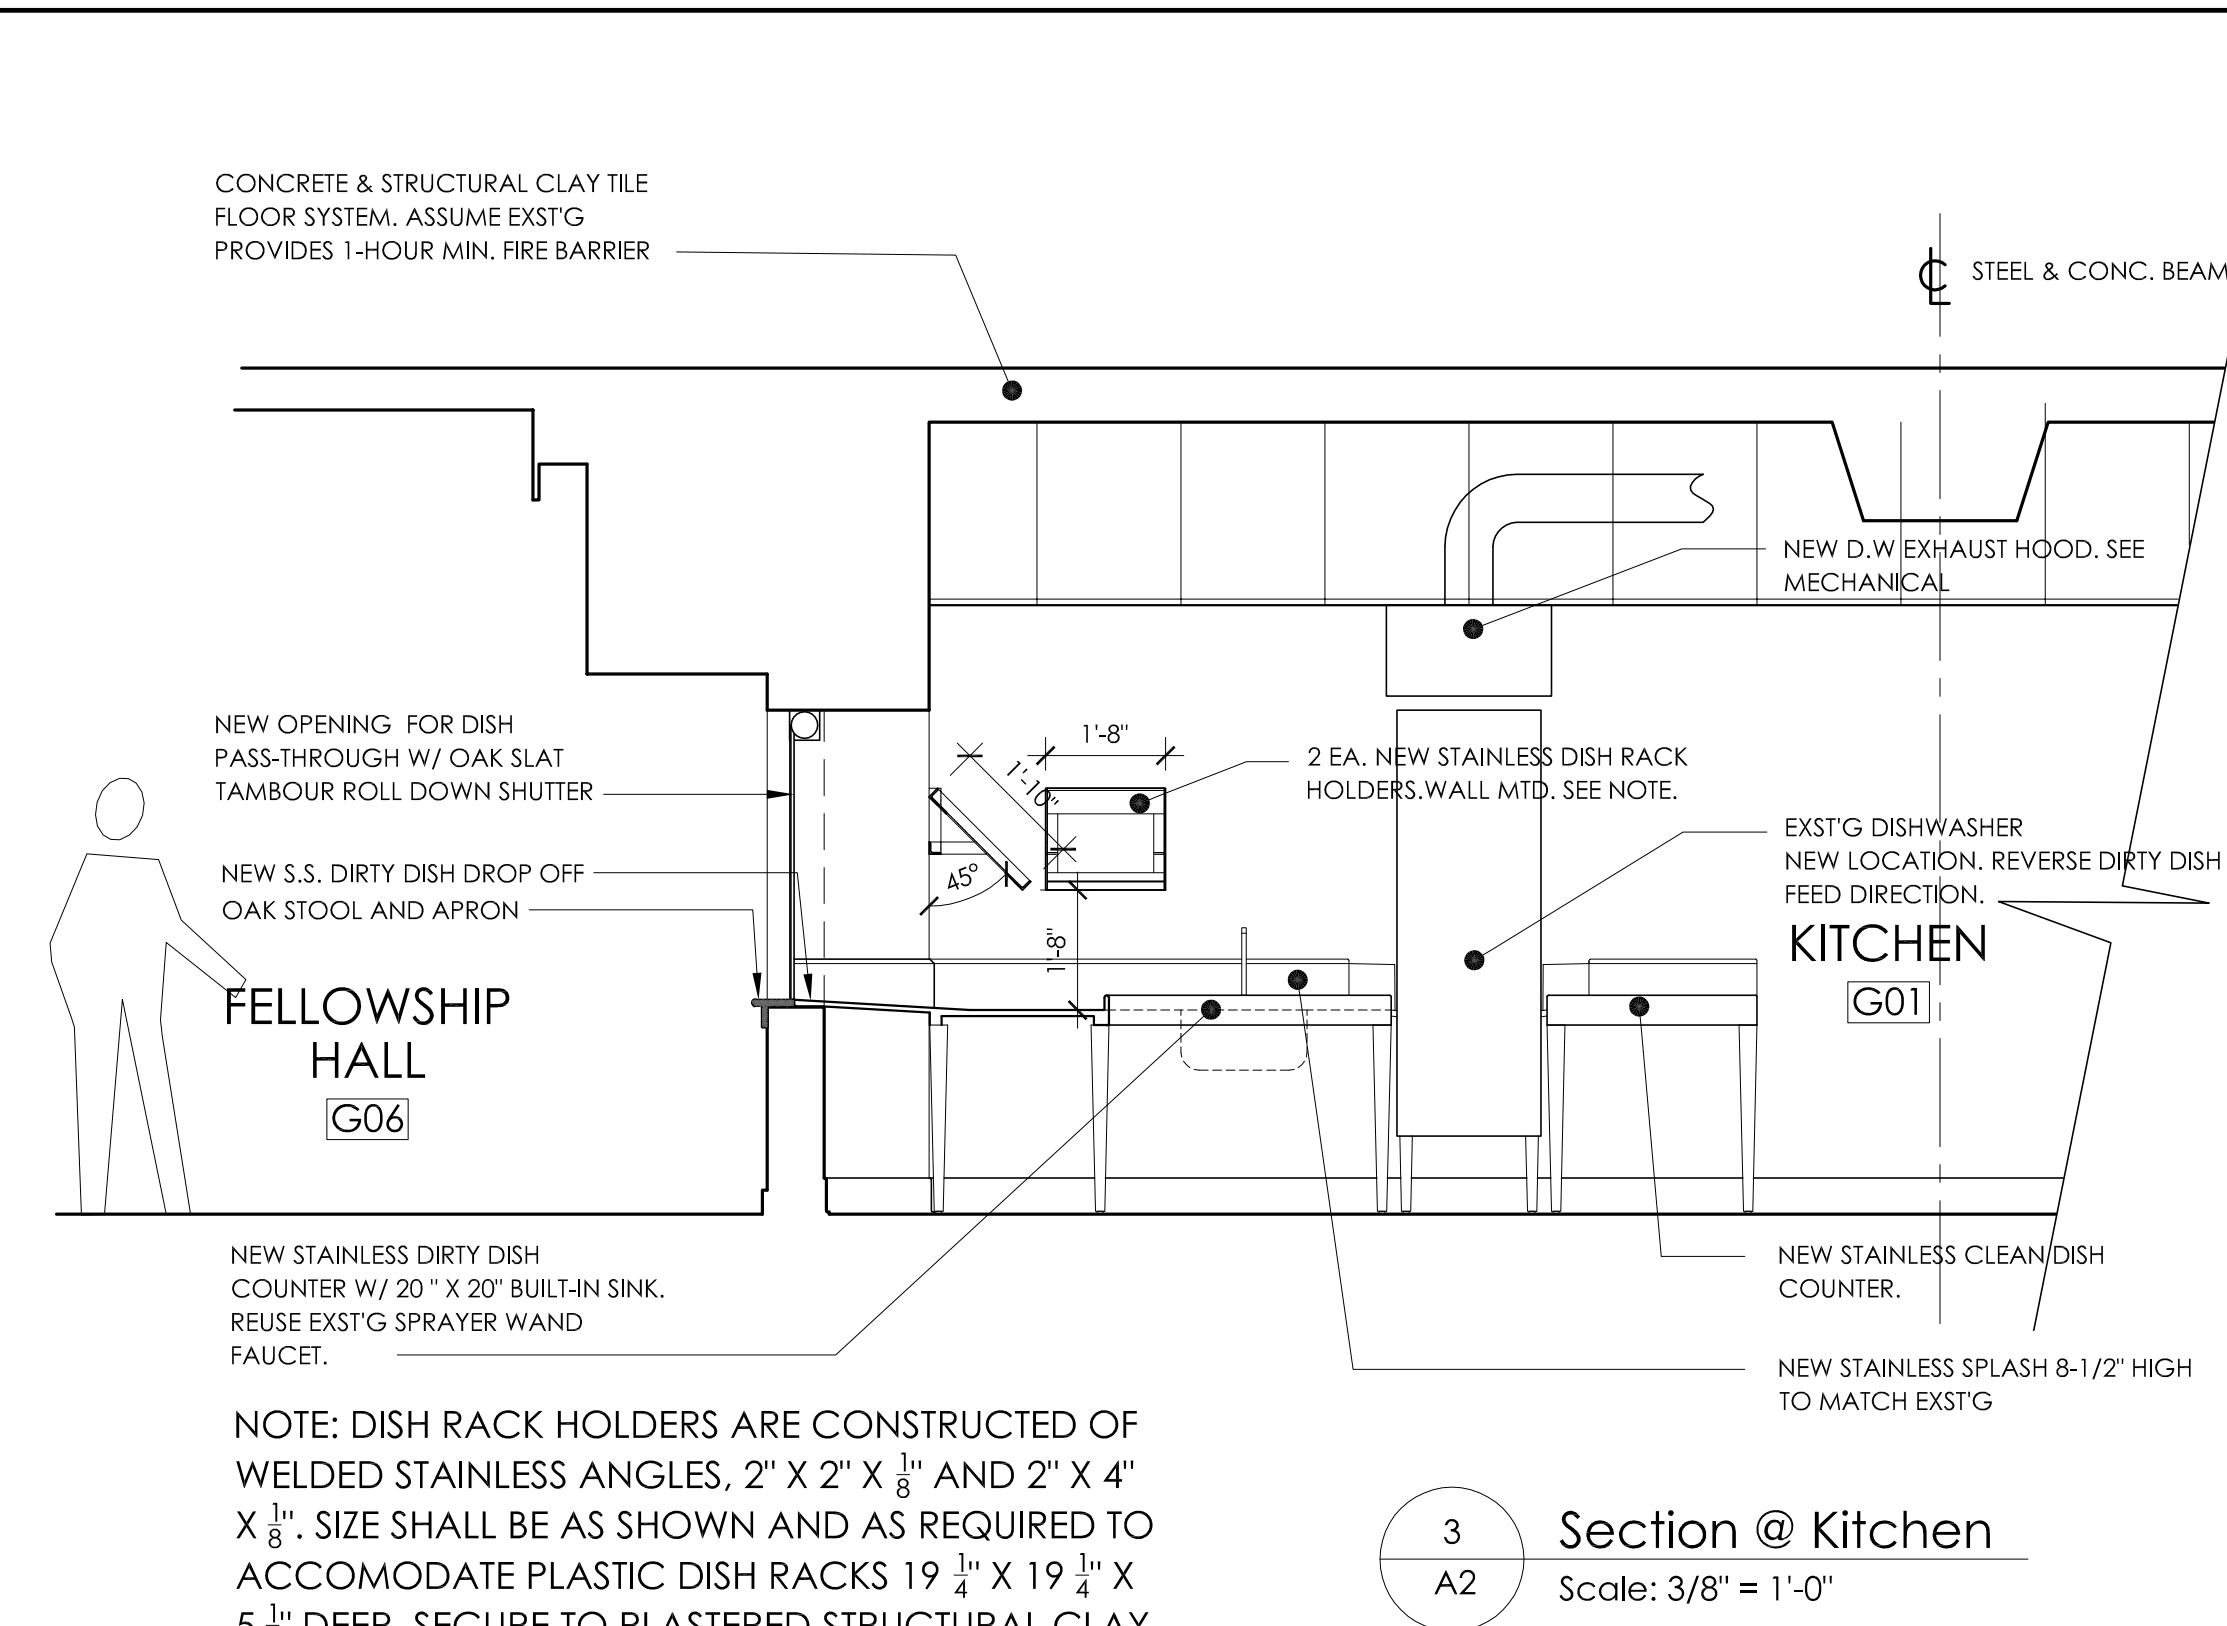 CONCRETE & STRUCTURAL CLAY TILE
FLOOR SYSTEM. ASSUME EXST'G
PROVIDES 1-HOUR MIN. FIRE BARRIER
STEEL & CONC. BEAM
NEW D.W EXHAUST HOOD. SEE
MECHANICAL
NEW OPENING FOR DISH
PASS-THROUGH W/ OAK SLAT
TAMBOUR ROLL DOWN SHUTTER
1'-8"
1'-10"
2 EA. NEW STAINLESS DISH RACK
HOLDERS.WALL MTD. SEE NOTE.
EXST'G DISHWASHER
NEW LOCATION. REVERSE DIRTY DISH
FEED DIRECTION.
NEW S.S. DIRTY DISH DROP OFF
OAK STOOL AND APRON
45°
1'-8"
KITCHEN
G01
FELLOWSHIP
HALL
G06
NEW STAINLESS DIRTY DISH
COUNTER W/ 20 " X 20" BUILT-IN SINK.
REUSE EXST'G SPRAYER WAND
FAUCET.
NEW STAINLESS CLEAN DISH
COUNTER.
NEW STAINLESS SPLASH 8-1/2" HIGH
TO MATCH EXST'G
NOTE: DISH RACK HOLDERS ARE CONSTRUCTED OF
WELDED STAINLESS ANGLES, 2" X 2" X 1/8" AND 2" X 4"
X 1/8". SIZE SHALL BE AS SHOWN AND AS REQUIRED TO
ACCOMODATE PLASTIC DISH RACKS 19 1/4" X 19 1/4" X
DEEP. SECURE TO PLASTERED STRUCTURAL CLAY
3
A2
Section @ Kitchen
Scale: 3/8" = 1'-0"